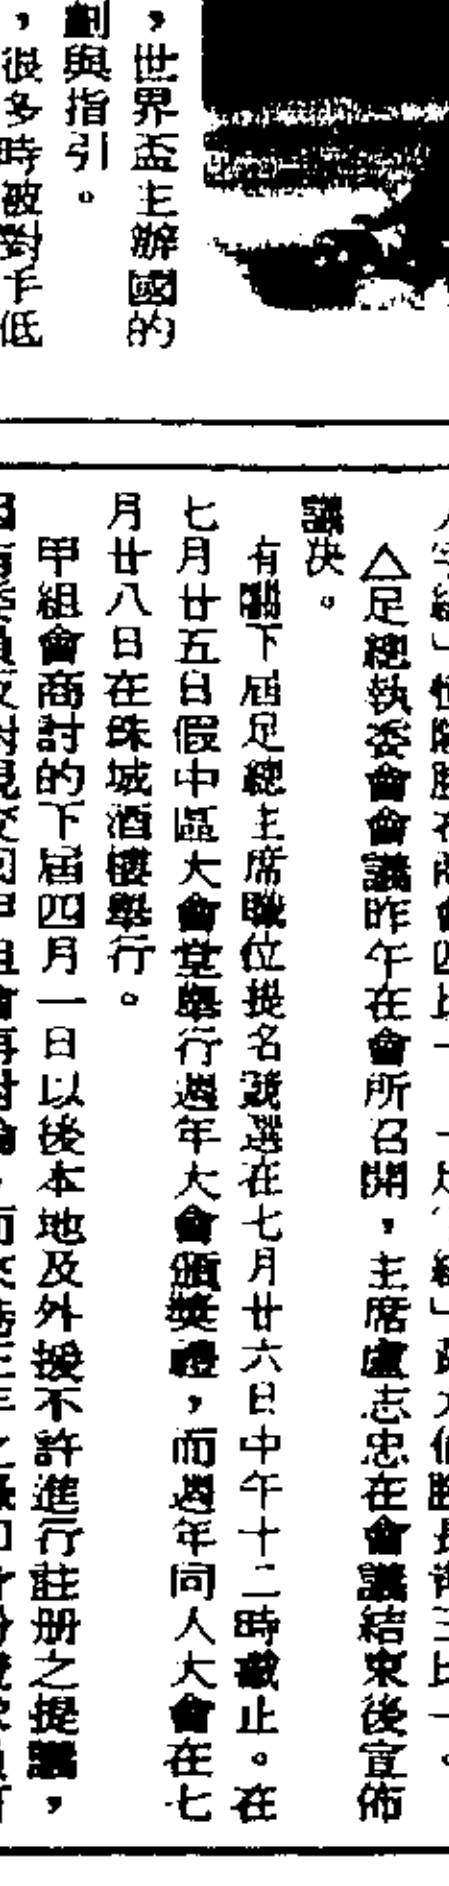 ，世界盃主辦國的
劃與指引。
，很多時被對手低
△足總執委會會議昨午在會所召開，主席盧志忠在會議結束後宣佈
議决。
有關下屆足總主席職位提名競選在七月廿六日中午十二時截止。在
七月廿五日假中區大會堂舉行週年大會頒獎禮，而週年同人大會在七
月廿八日在珠城酒樓舉行。
甲組會商討的下屆四月一日以後本地及外援不許進行註册之提議，